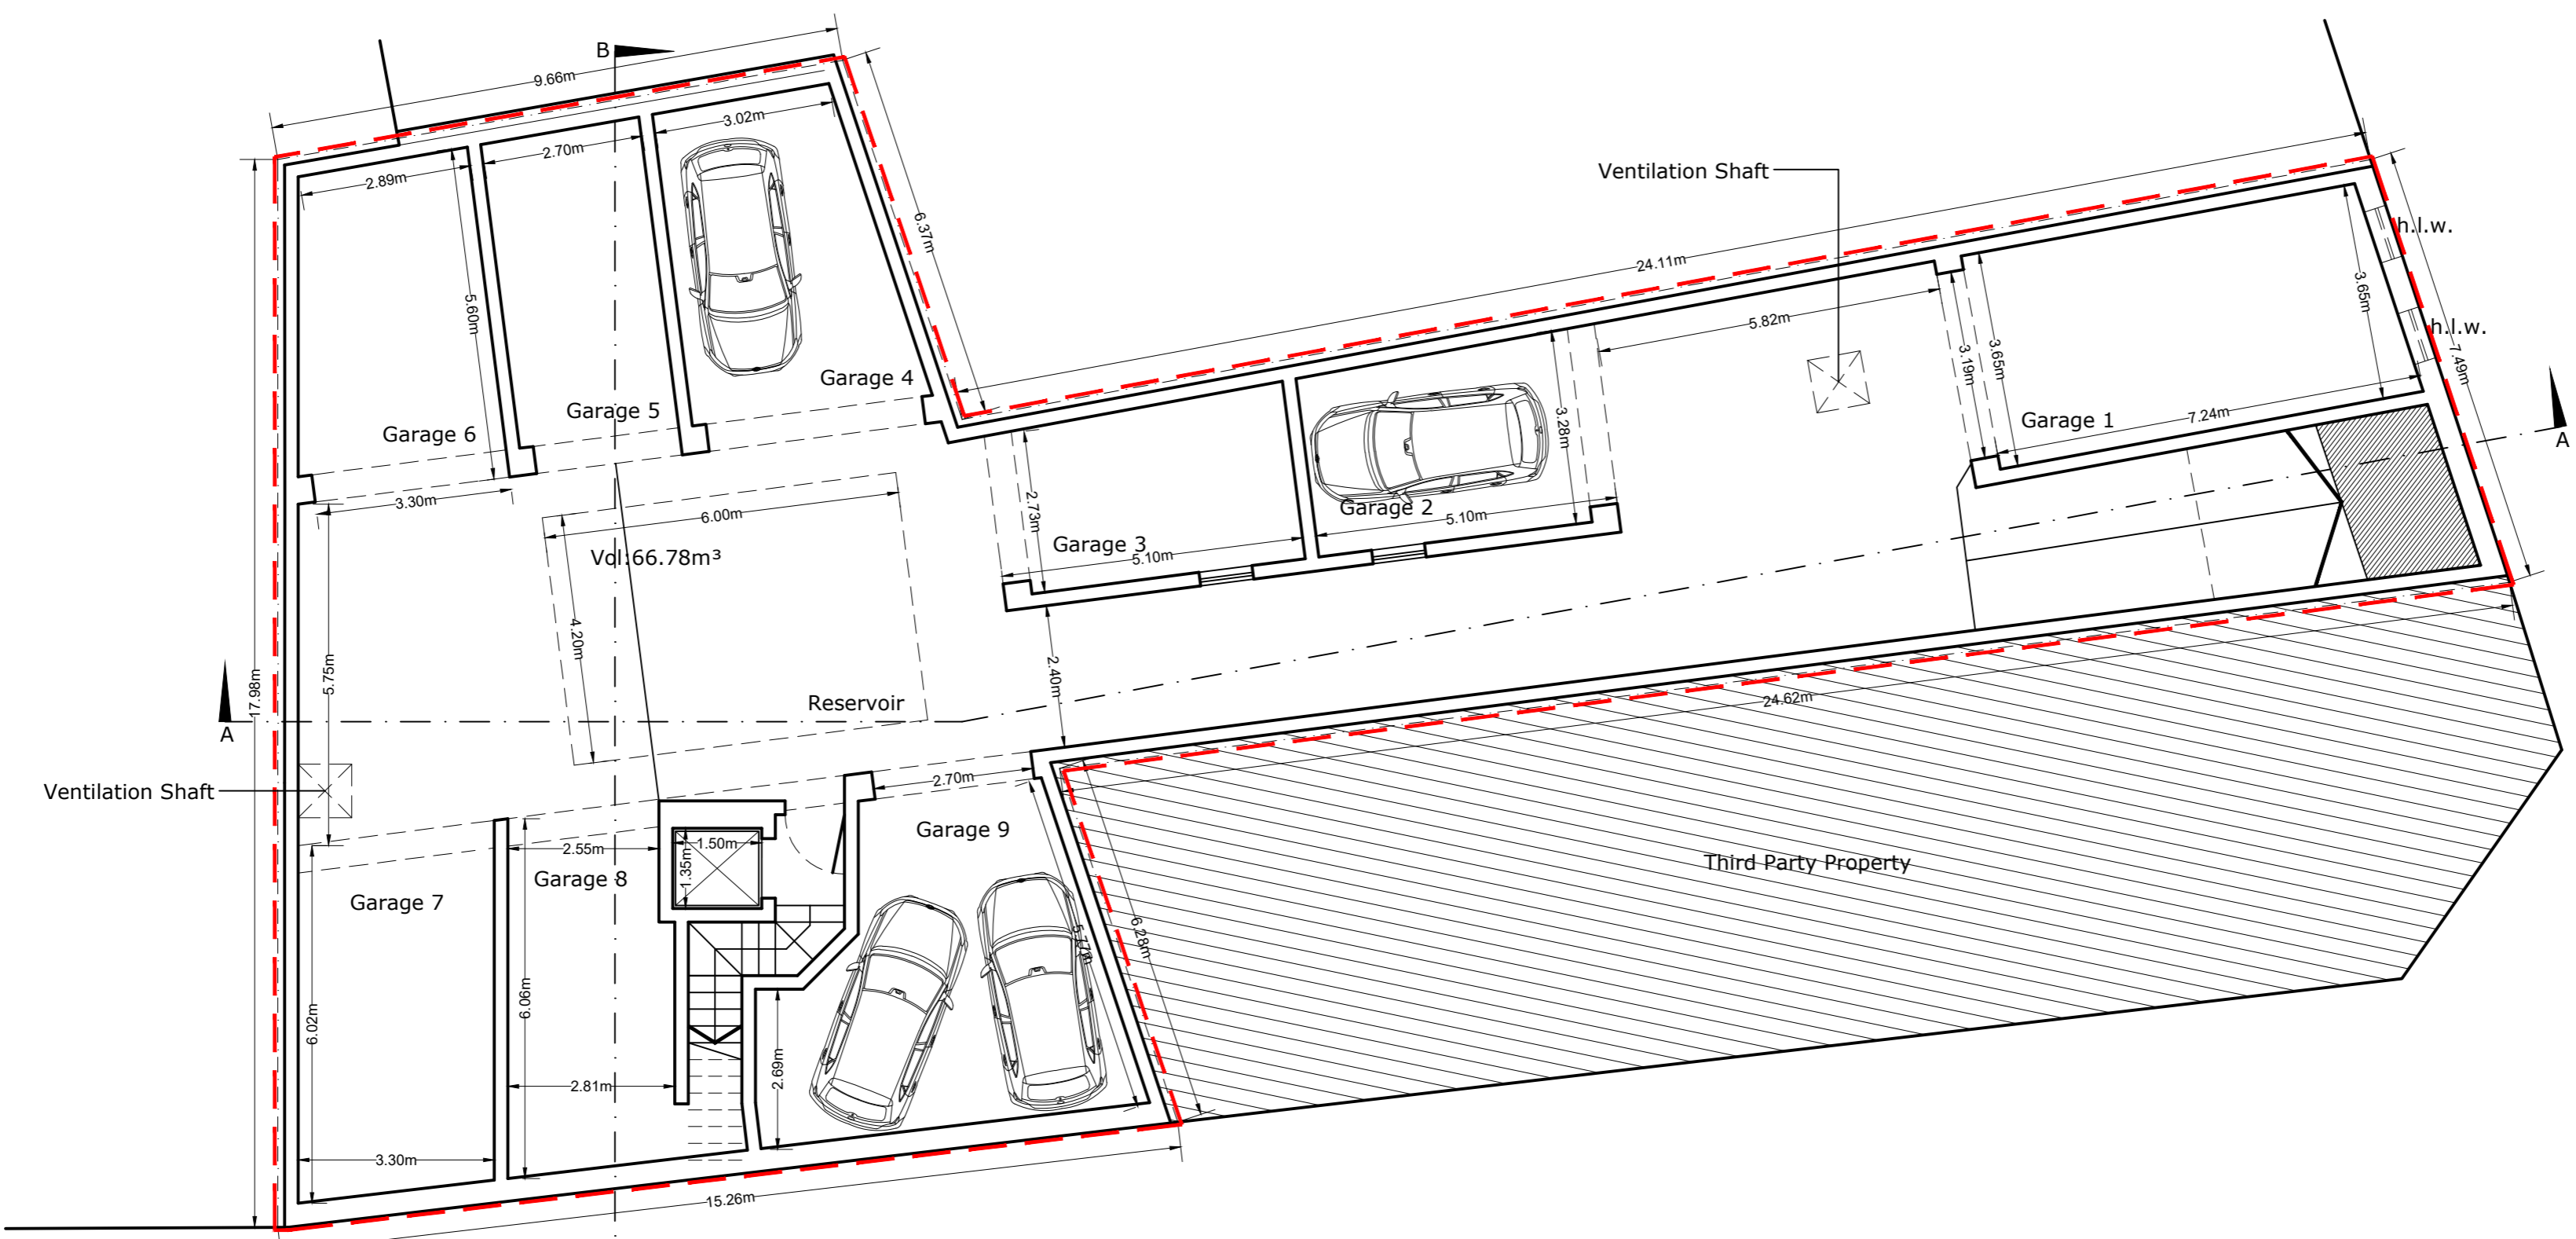 B
9.66m
3.02m
2.70m
2.89m
6.37m
5.60m
Ventilation Shaft
24.11m
h.l.w.
h.l.w.
5.82m
3.65m
3.19m
3.65m
7.49m
Garage 4
Garage 5
Garage 6
3.30m
6.00m
Vol:66.78m³
4.20m
Garage 3
2.73m
5.10m
Garage 2
3.28m
5.10m
Garage 1
7.24m
A
17.98m
5.75m
Reservoir
2.40m
24.62m
A
Ventilation Shaft
2.70m
Garage 9
2.55m
1.50m
1.35m
Garage 8
Garage 7
Third Party Property
5.77m
6.28m
6.02m
6.06m
2.81m
2.69m
3.30m
15.26m